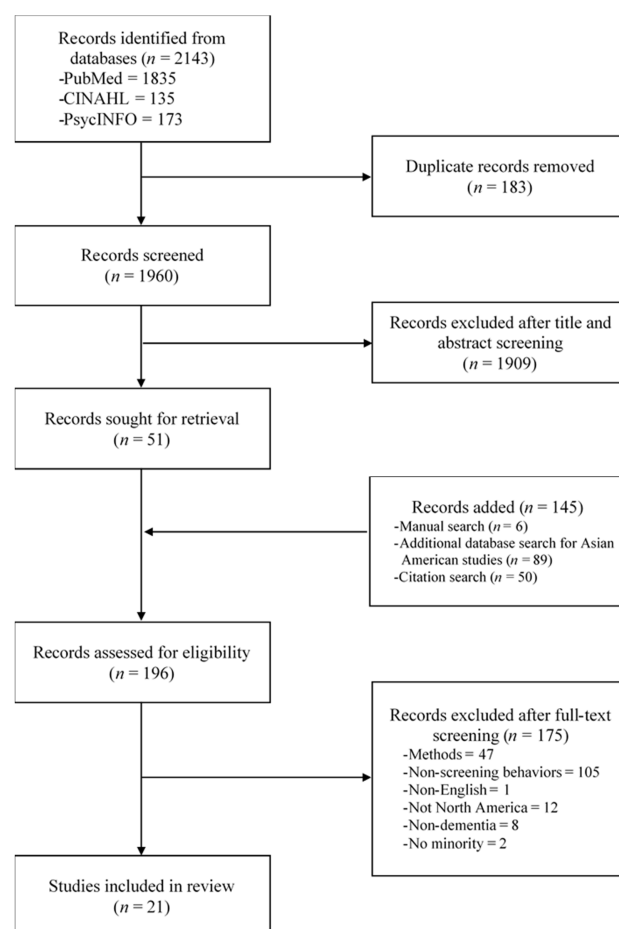 Records identified from
databases (n = 2143)
-PubMed = 1835
-CINAHL = 135
-PsycINFO = 173
Duplicate records removed
(n = 183)
Records screened
(n = 1960)
Records excluded after title and
abstract screening
(n = 1909)
Records sought for retrieval
(n = 51)
Records added (n = 145)
-Manual search (n = 6)
-Additional database search for Asian
American studies (n = 89)
-Citation search (n = 50)
Records assessed for eligibility
(n = 196)
Records excluded after full-text
screening (n = 175)
-Methods = 47
-Non-screening behaviors = 105
-Non-English = 1
-Not North America = 12
-Non-dementia = 8
-No minority = 2
Studies included in review
(n = 21)